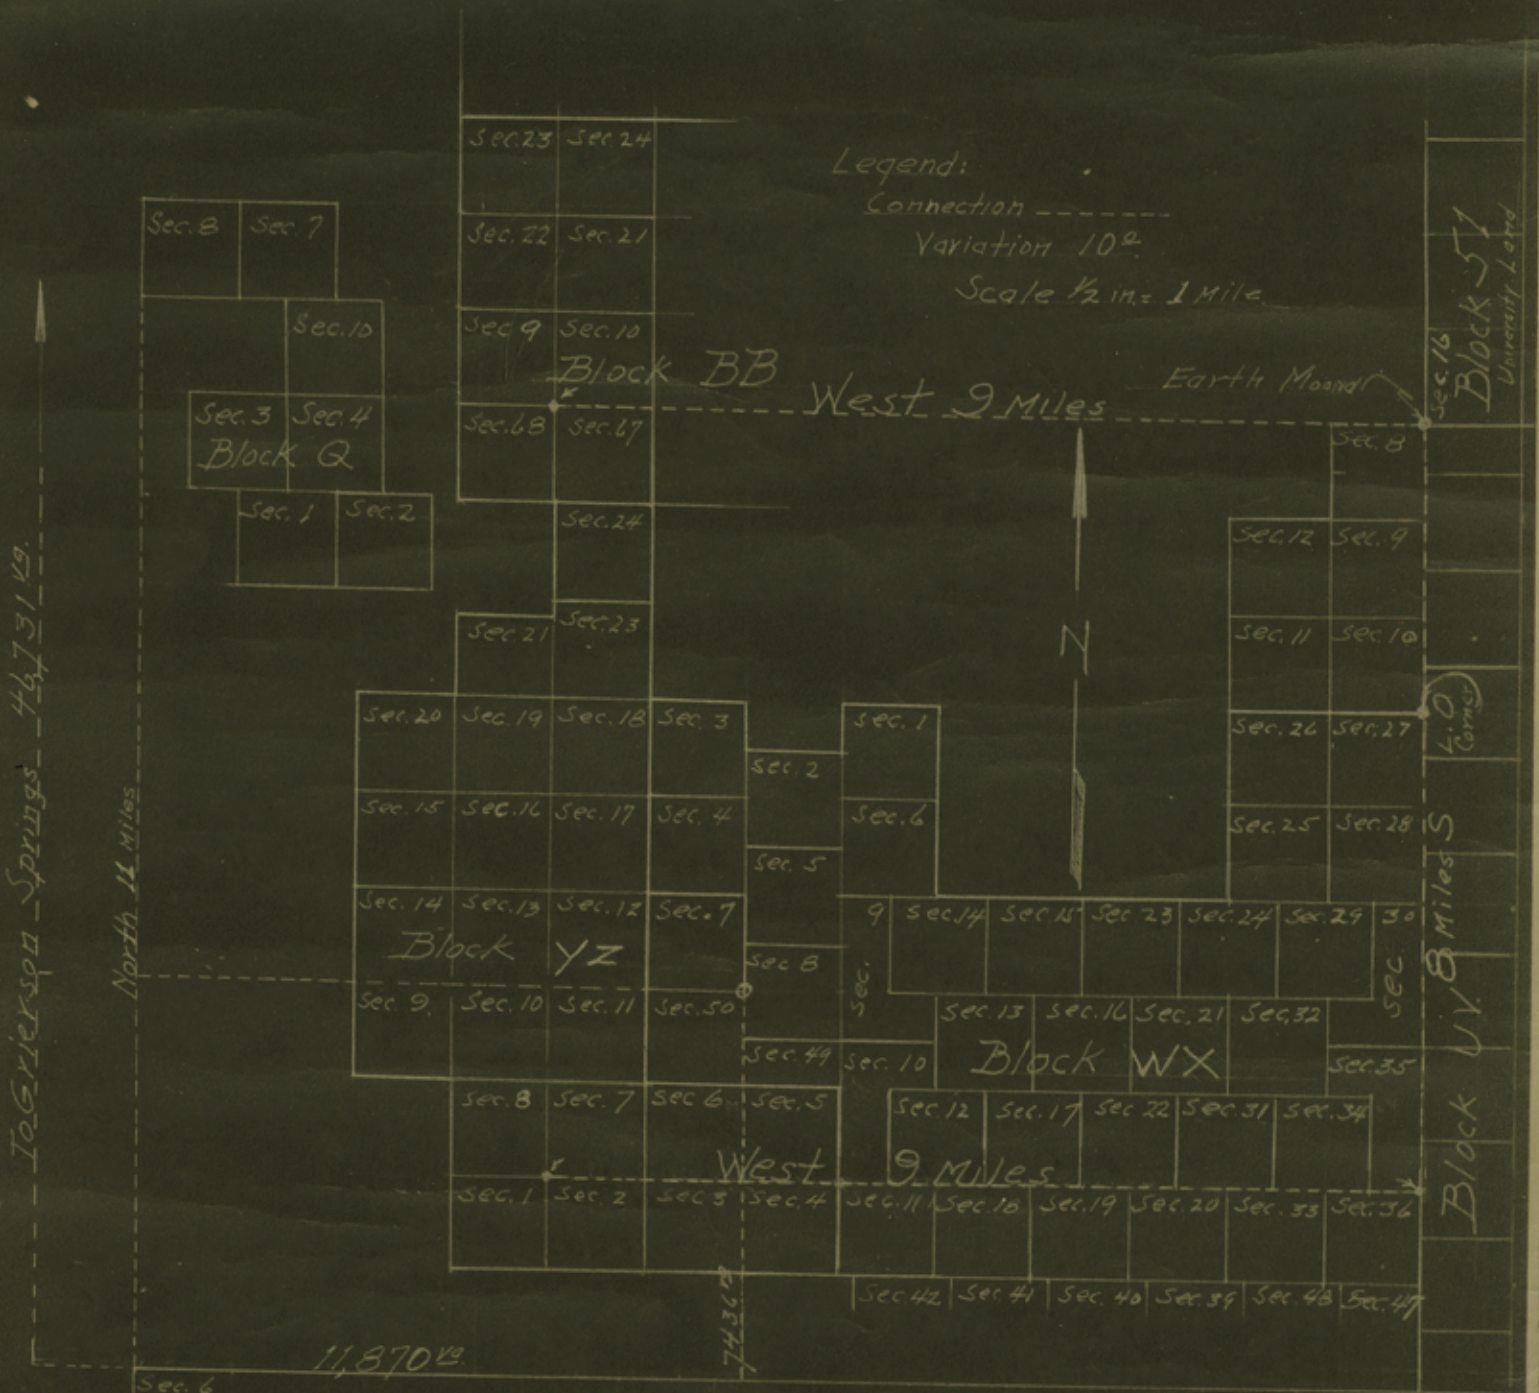 Sec. 23 Sec. 24
Legend:
Connection
Variation 10º
Scale ½ in = 1 Mile
Sec. 8 Sec. 7
Sec. 22 Sec. 21
Block 57
University Land
Sec. 16
Sec. 10
Sec 9 Sec. 10
Block BB
West 9 Miles
Earth Mound
Sec. 3 Sec. 4
Block Q
Sec. 68 Sec. 67
Sec. 8
Sec. 1 Sec. 2
Sec. 24
Sec. 12 Sec. 9
Sec. 21 Sec. 23
N
Sec. 11 Sec. 10
Sec. 20 Sec. 19 Sec. 18 Sec. 3
Sec. 1
Sec. 26 Sec. 27
L.O.
Corner
Sec. 2
Sec. 15 Sec. 16 Sec. 17 Sec. 4
Sec. 6
Sec. 25 Sec. 28
Sec. 5
Sec. 14 Sec. 13 Sec. 12 Sec. 7
Sec. 9
Sec. 14 Sec. 15 Sec 23 Sec. 24 Sec. 29
Sec. 30
Block YZ
Sec 8
Sec. 9. Sec. 10 Sec. 11 Sec. 50
Sec. 13 Sec. 16 Sec. 21 Sec. 32
Sec. 49 Sec. 10
Block WX
Sec. 35
Sec. 8 Sec. 7 Sec 6 Sec. 5
Sec 12 Sec. 17 Sec 22 Sec. 31 Sec. 34
West 9 Miles
Sec. 1 Sec. 2 Sec 3 Sec. 4 Sec. 11 Sec. 18 Sec. 19 Sec. 20 Sec. 33 Sec. 36
Sec. 42 Sec. 41 Sec. 40 Sec. 39 Sec. 48 Sec. 47
8 Miles S
Block UV.
To Grierson Springs 46,731 vs.
North 11 Miles
7436 vs
11,870 vs.
Sec. 6